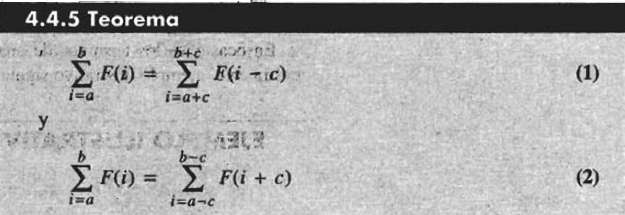 4.4.5 Teorema
b b+c
∑ F(i) = ∑ F(i − c) (1)
i=a i=a+c
y
b b−c
∑ F(i) = ∑ F(i + c) (2)
i=a i=a−c